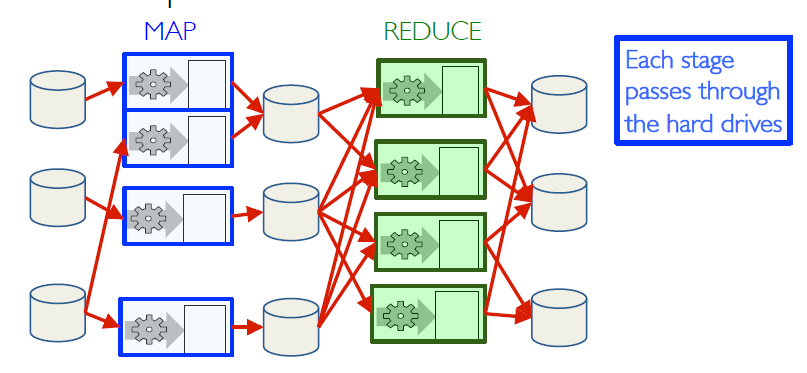 MAP
REDUCE
Each stage
passes through
the hard drives